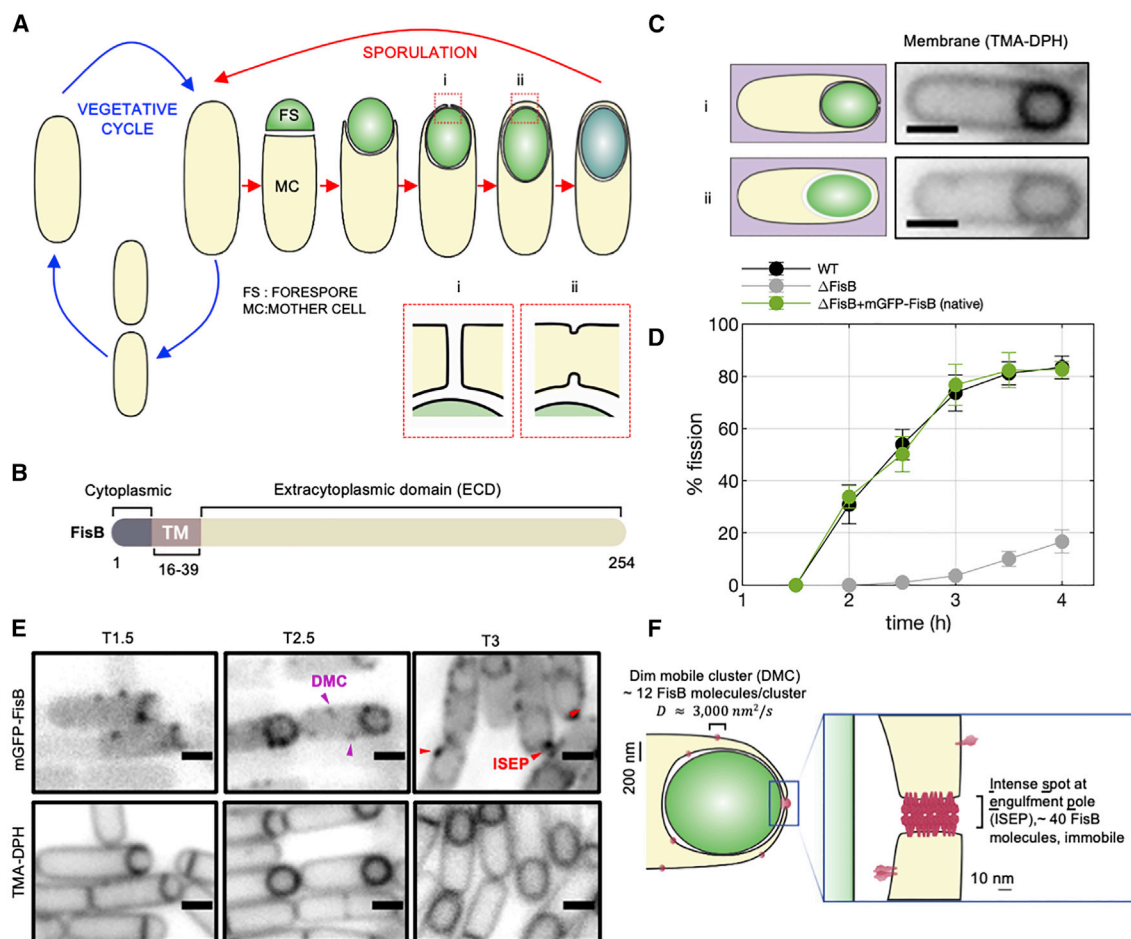 A
SPORULATION
VEGETATIVE
CYCLE
i
ii
FS
MC
FS : FORESPORE
MC:MOTHER CELL
i
ii
B
Cytoplasmic
Extracytoplasmic domain (ECD)
FisB
TM
1
16-39
254
C
Membrane (TMA-DPH)
i
ii
WT
ΔFisB
ΔFisB+mGFP-FisB (native)
D
% fission
100
80
60
40
20
0
1
2
3
4
time (h)
E
T1.5
T2.5
T3
mGFP-FisB
DMC
ISEP
TMA-DPH
F
Dim mobile cluster (DMC)
~ 12 FisB molecules/cluster
D ≈ 3,000 nm²/s
200 nm
Intense spot at
engulfment pole
(ISEP),~ 40 FisB
molecules, immobile
10 nm